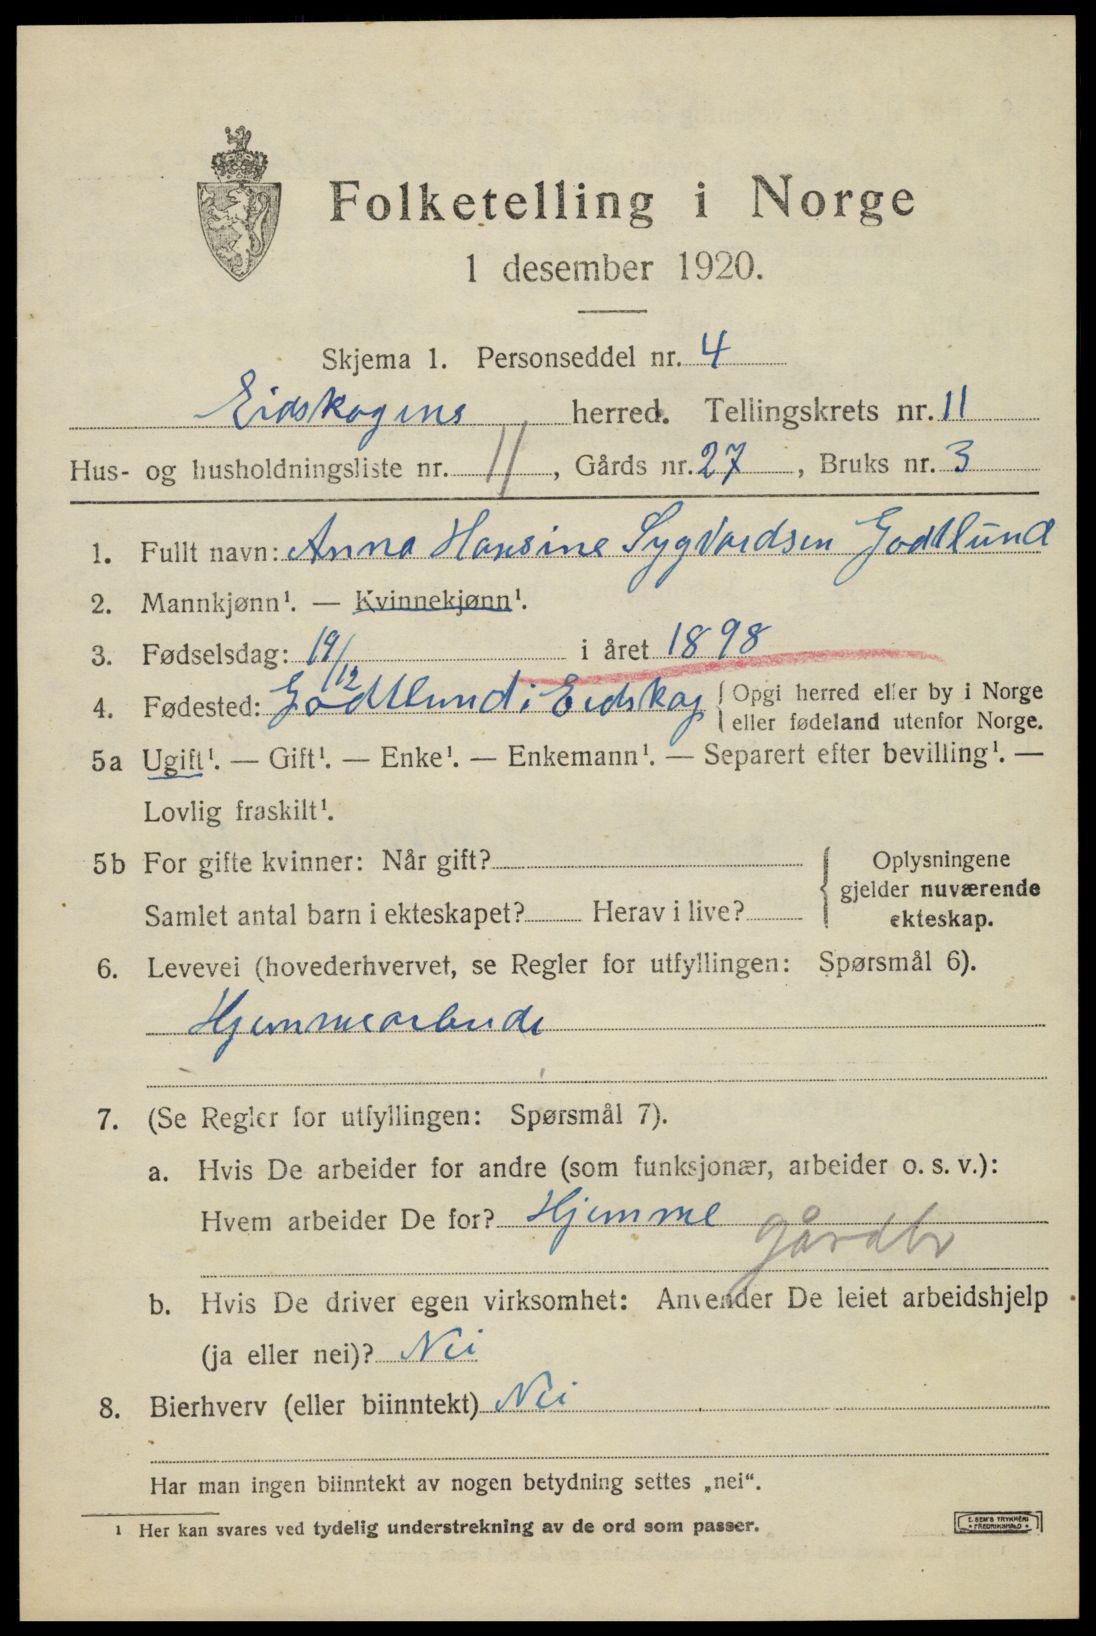 Folketelling i Norge
1 desember 1920.
Skjema 1. Personseddel nr. 4
Eidskogens herred. Tellingskrets nr. 11
Hus- og husholdningsliste nr. 11, Gårds nr. 27, Bruks nr. 3
1. Fullt navn: Anna Hansine Sygvardsen Godtlund
2. Mannkjønn¹. — Kvinnekjønn¹.
3. Fødselsdag: 19/12 i året 1898
4. Fødested: Godtlund i Eidskog { Opgi herred eller by i Norge
eller fødeland utenfor Norge.
5a Ugift¹. — Gift¹. — Enke¹. — Enkemann¹. — Separert efter bevilling¹. —
Lovlig fraskilt¹.
5b For gifte kvinner: Når gift?
Samlet antal barn i ekteskapet? Herav i live?
Oplysningene
gjelder nuværende
ekteskap.
6. Levevei (hovederhvervet, se Regler for utfyllingen: Spørsmål 6).
Hjemmearbeide
7. (Se Regler for utfyllingen: Spørsmål 7).
a. Hvis De arbeider for andre (som funksjonær, arbeider o. s. v.):
Hvem arbeider De for? Hjemme
gårdbr
b. Hvis De driver egen virksomhet: Anvender De leiet arbeidshjelp
(ja eller nei)? Nei
8. Bierhverv (eller biinntekt) Nei
Har man ingen biinntekt av nogen betydning settes „nei“.
¹ Her kan svares ved tydelig understrekning av de ord som passer.
E. SEM'S TRYKKERI
FREDRIKSHALD